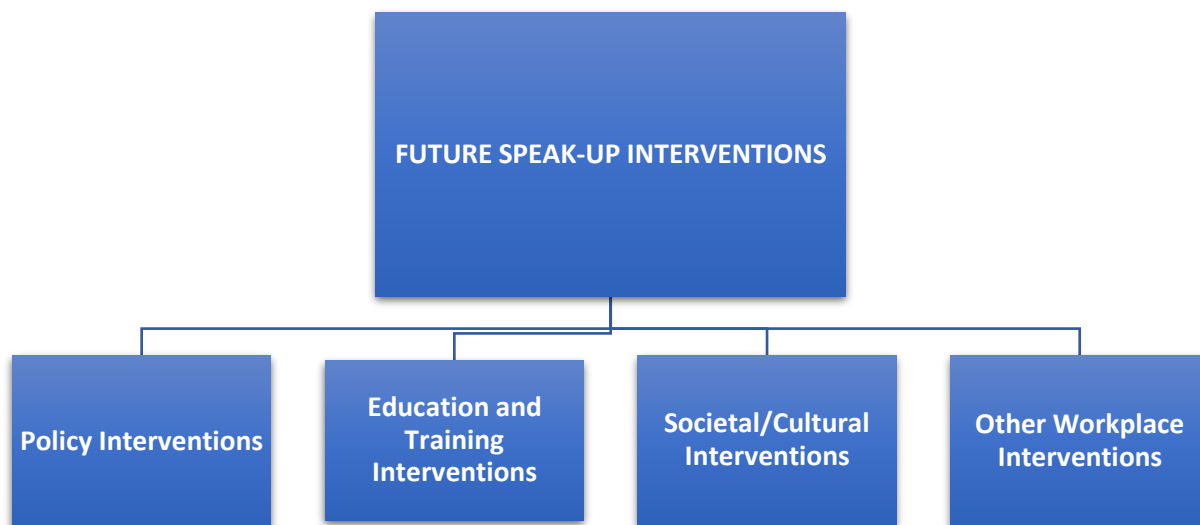 FUTURE SPEAK-UP INTERVENTIONS
Policy Interventions
Education and
Training
Interventions
Societal/Cultural
Interventions
Other Workplace
Interventions